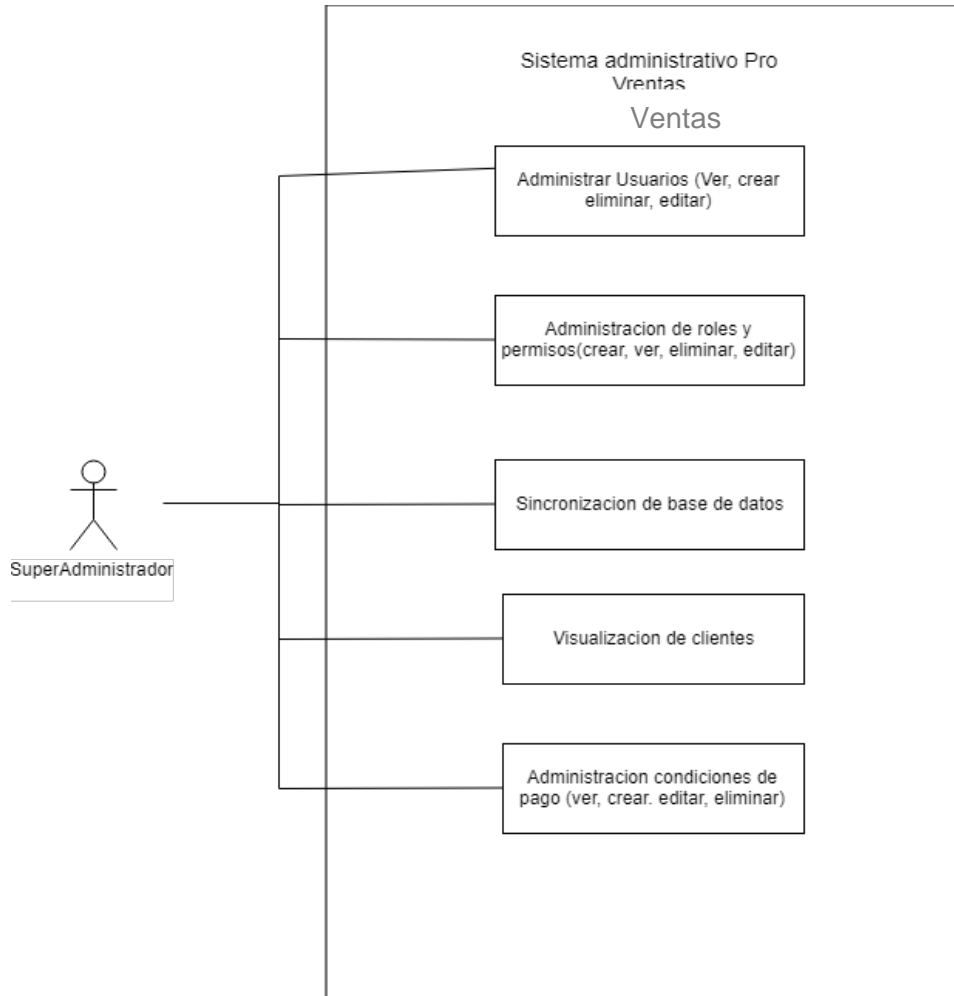 Sistema administrativo Pro
Vrentas
Ventas
Administrar Usuarios (Ver, crear
eliminar, editar)
Administracion de roles y
permisos(crear, ver, eliminar, editar)
Sincronizacion de base de datos
SuperAdministrador
Visualizacion de clientes
Administracion condiciones de
pago (ver, crear. editar, eliminar)